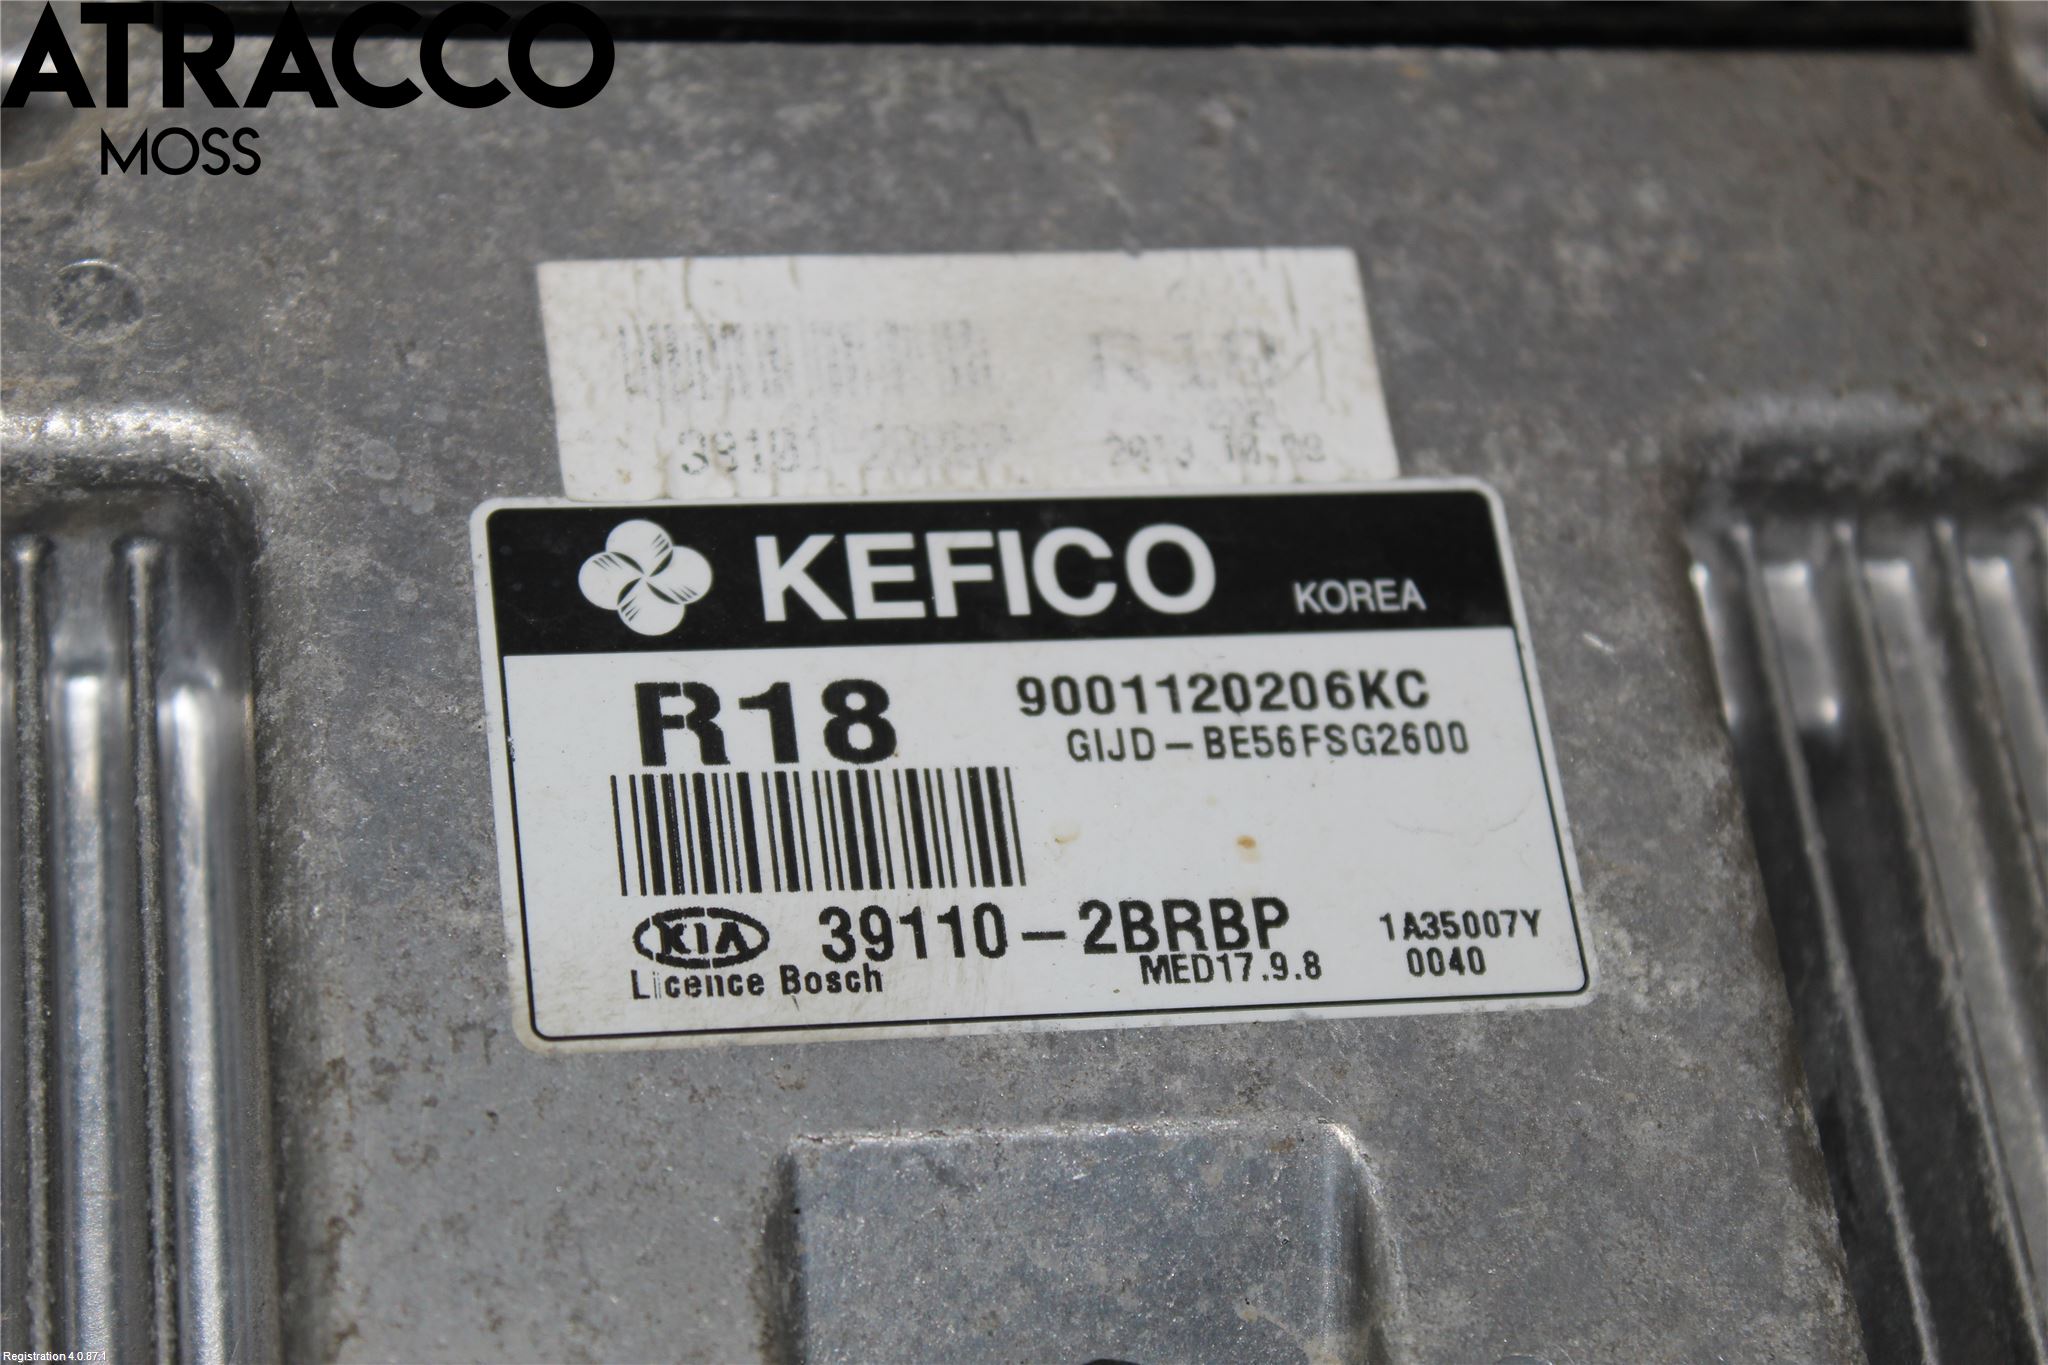 ATRACCO
MOSS
KEFICO KOREA
R18 9001120206KC
GIJD-BE56FSG2600
KIA 39110-2BRBP 1A35007Y
Licence Bosch MED17.9.8 0040
Registration 4.0.87.1